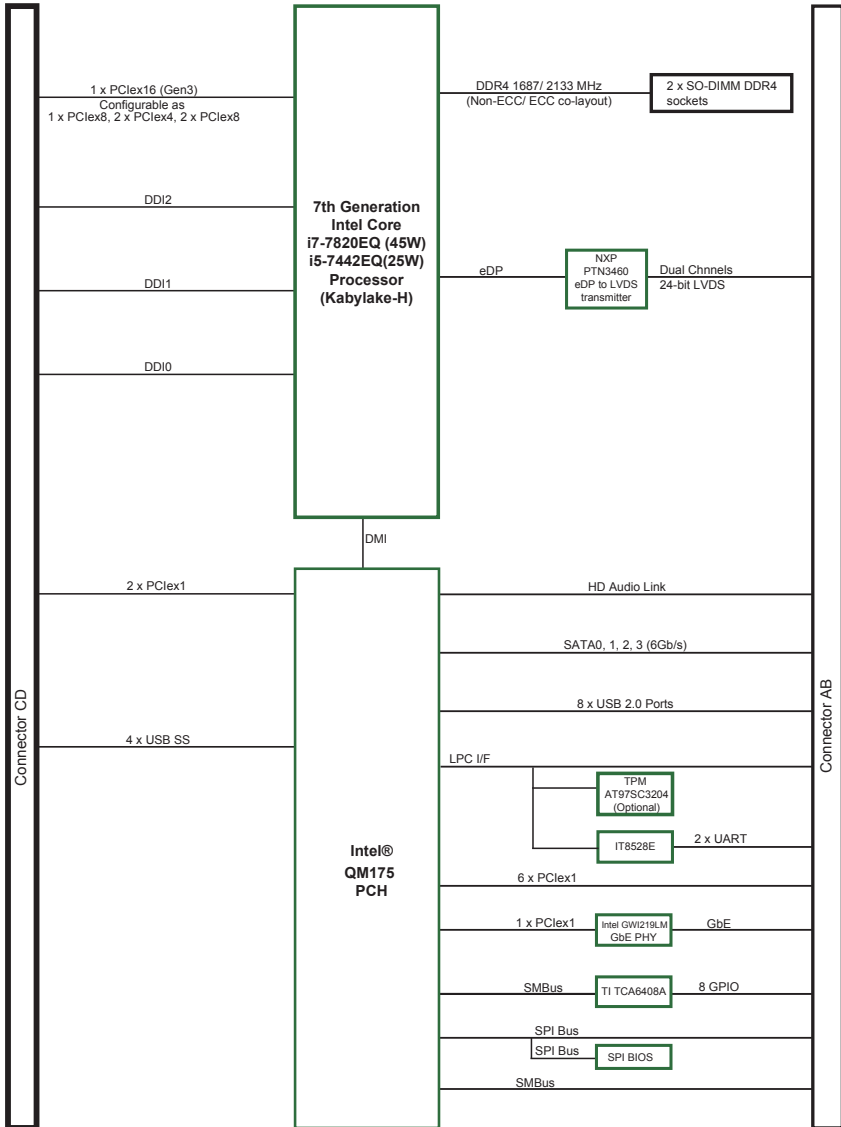 1 x PCIex16 (Gen3)
Configurable as
1 x PCIex8, 2 x PCIex4, 2 x PCIex8
DDI2
DDI1
DDI0
7th Generation
Intel Core
i7-7820EQ (45W)
i5-7442EQ(25W)
Processor
(Kabylake-H)
DDR4 1687/ 2133 MHz
(Non-ECC/ ECC co-layout)
2 x SO-DIMM DDR4
sockets
eDP
NXP
PTN3460
eDP to LVDS
transmitter
Dual Chnnels
24-bit LVDS
DMI
Connector CD
2 x PCIex1
4 x USB SS
Intel®
QM175
PCH
HD Audio Link
SATA0, 1, 2, 3 (6Gb/s)
8 x USB 2.0 Ports
LPC I/F
TPM
AT97SC3204
(Optional)
IT8528E
2 x UART
6 x PCIex1
1 x PCIex1
Intel GWI219LM
GbE PHY
GbE
SMBus
TI TCA6408A
8 GPIO
SPI Bus
SPI Bus
SPI BIOS
SMBus
Connector AB